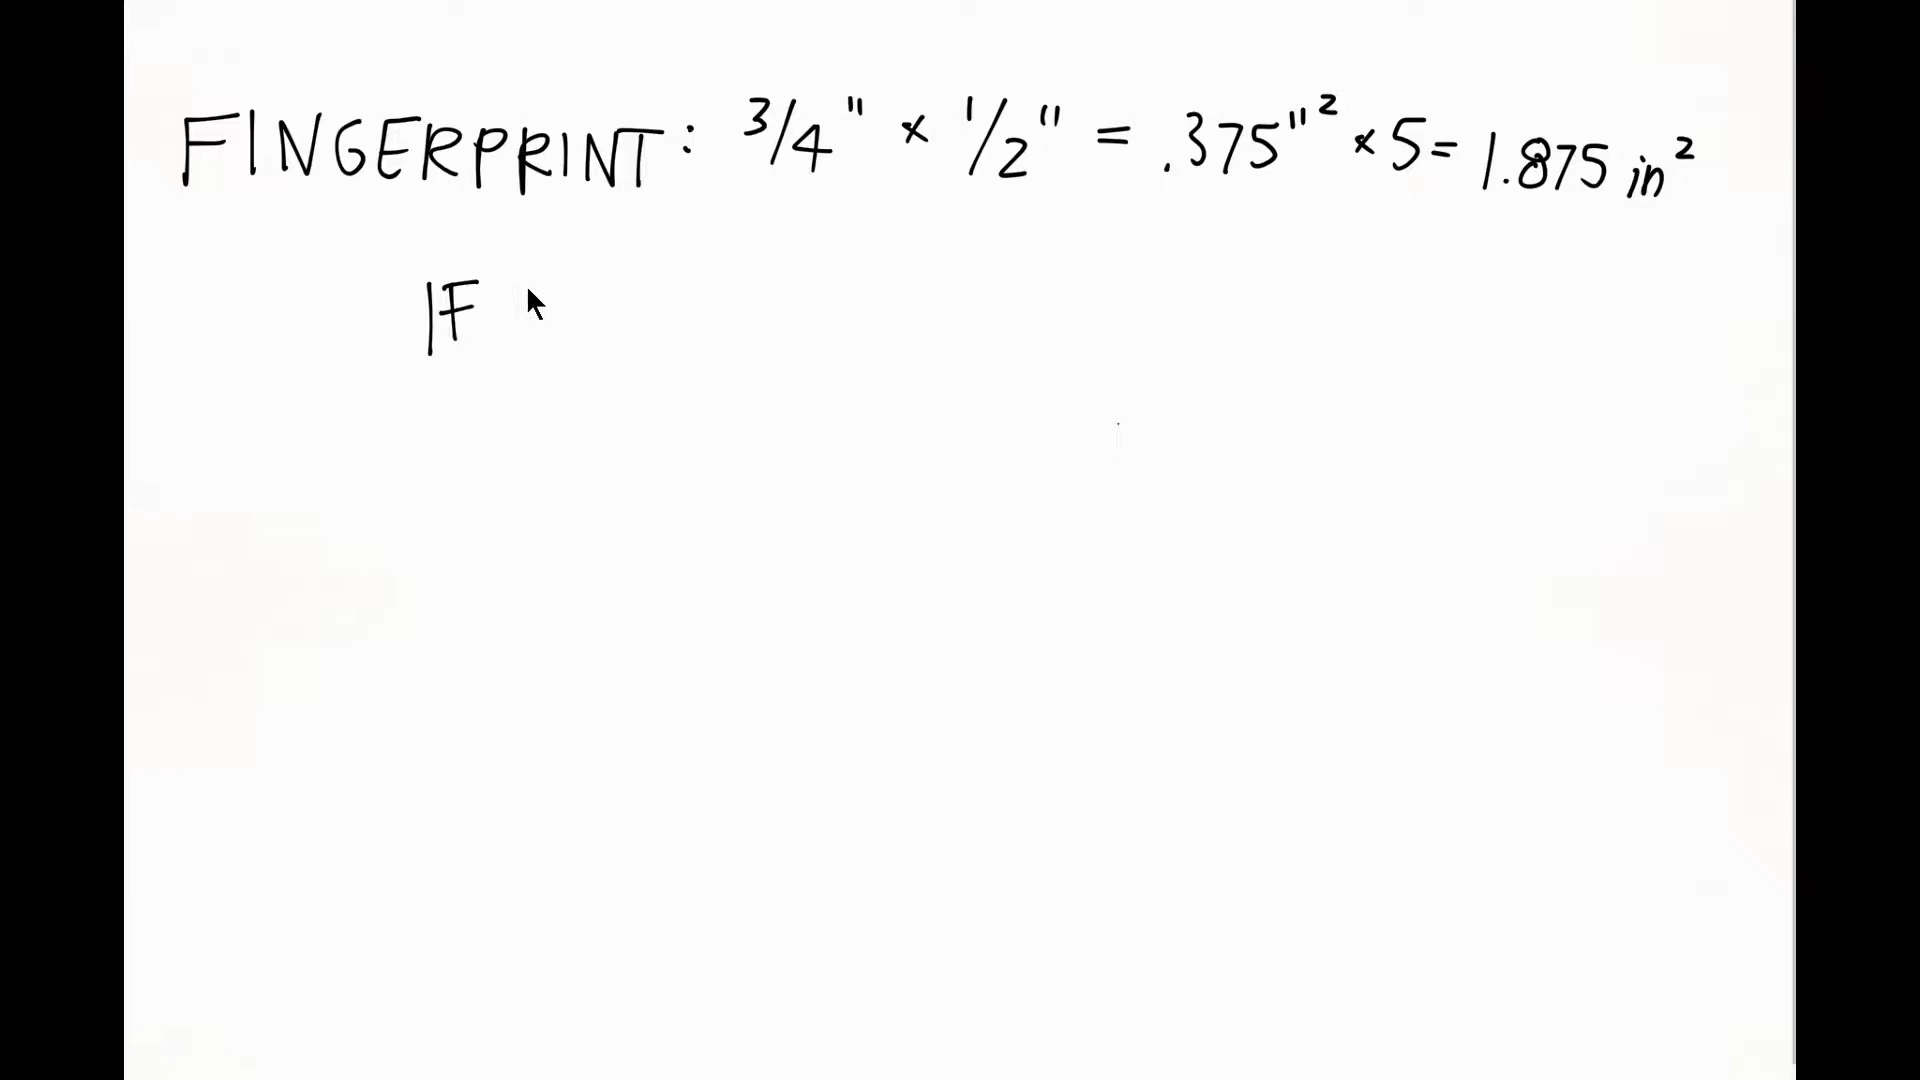 FINGERPRINT: 3/4" × 1/2" = .375"² × 5 = 1.875 in²
IF